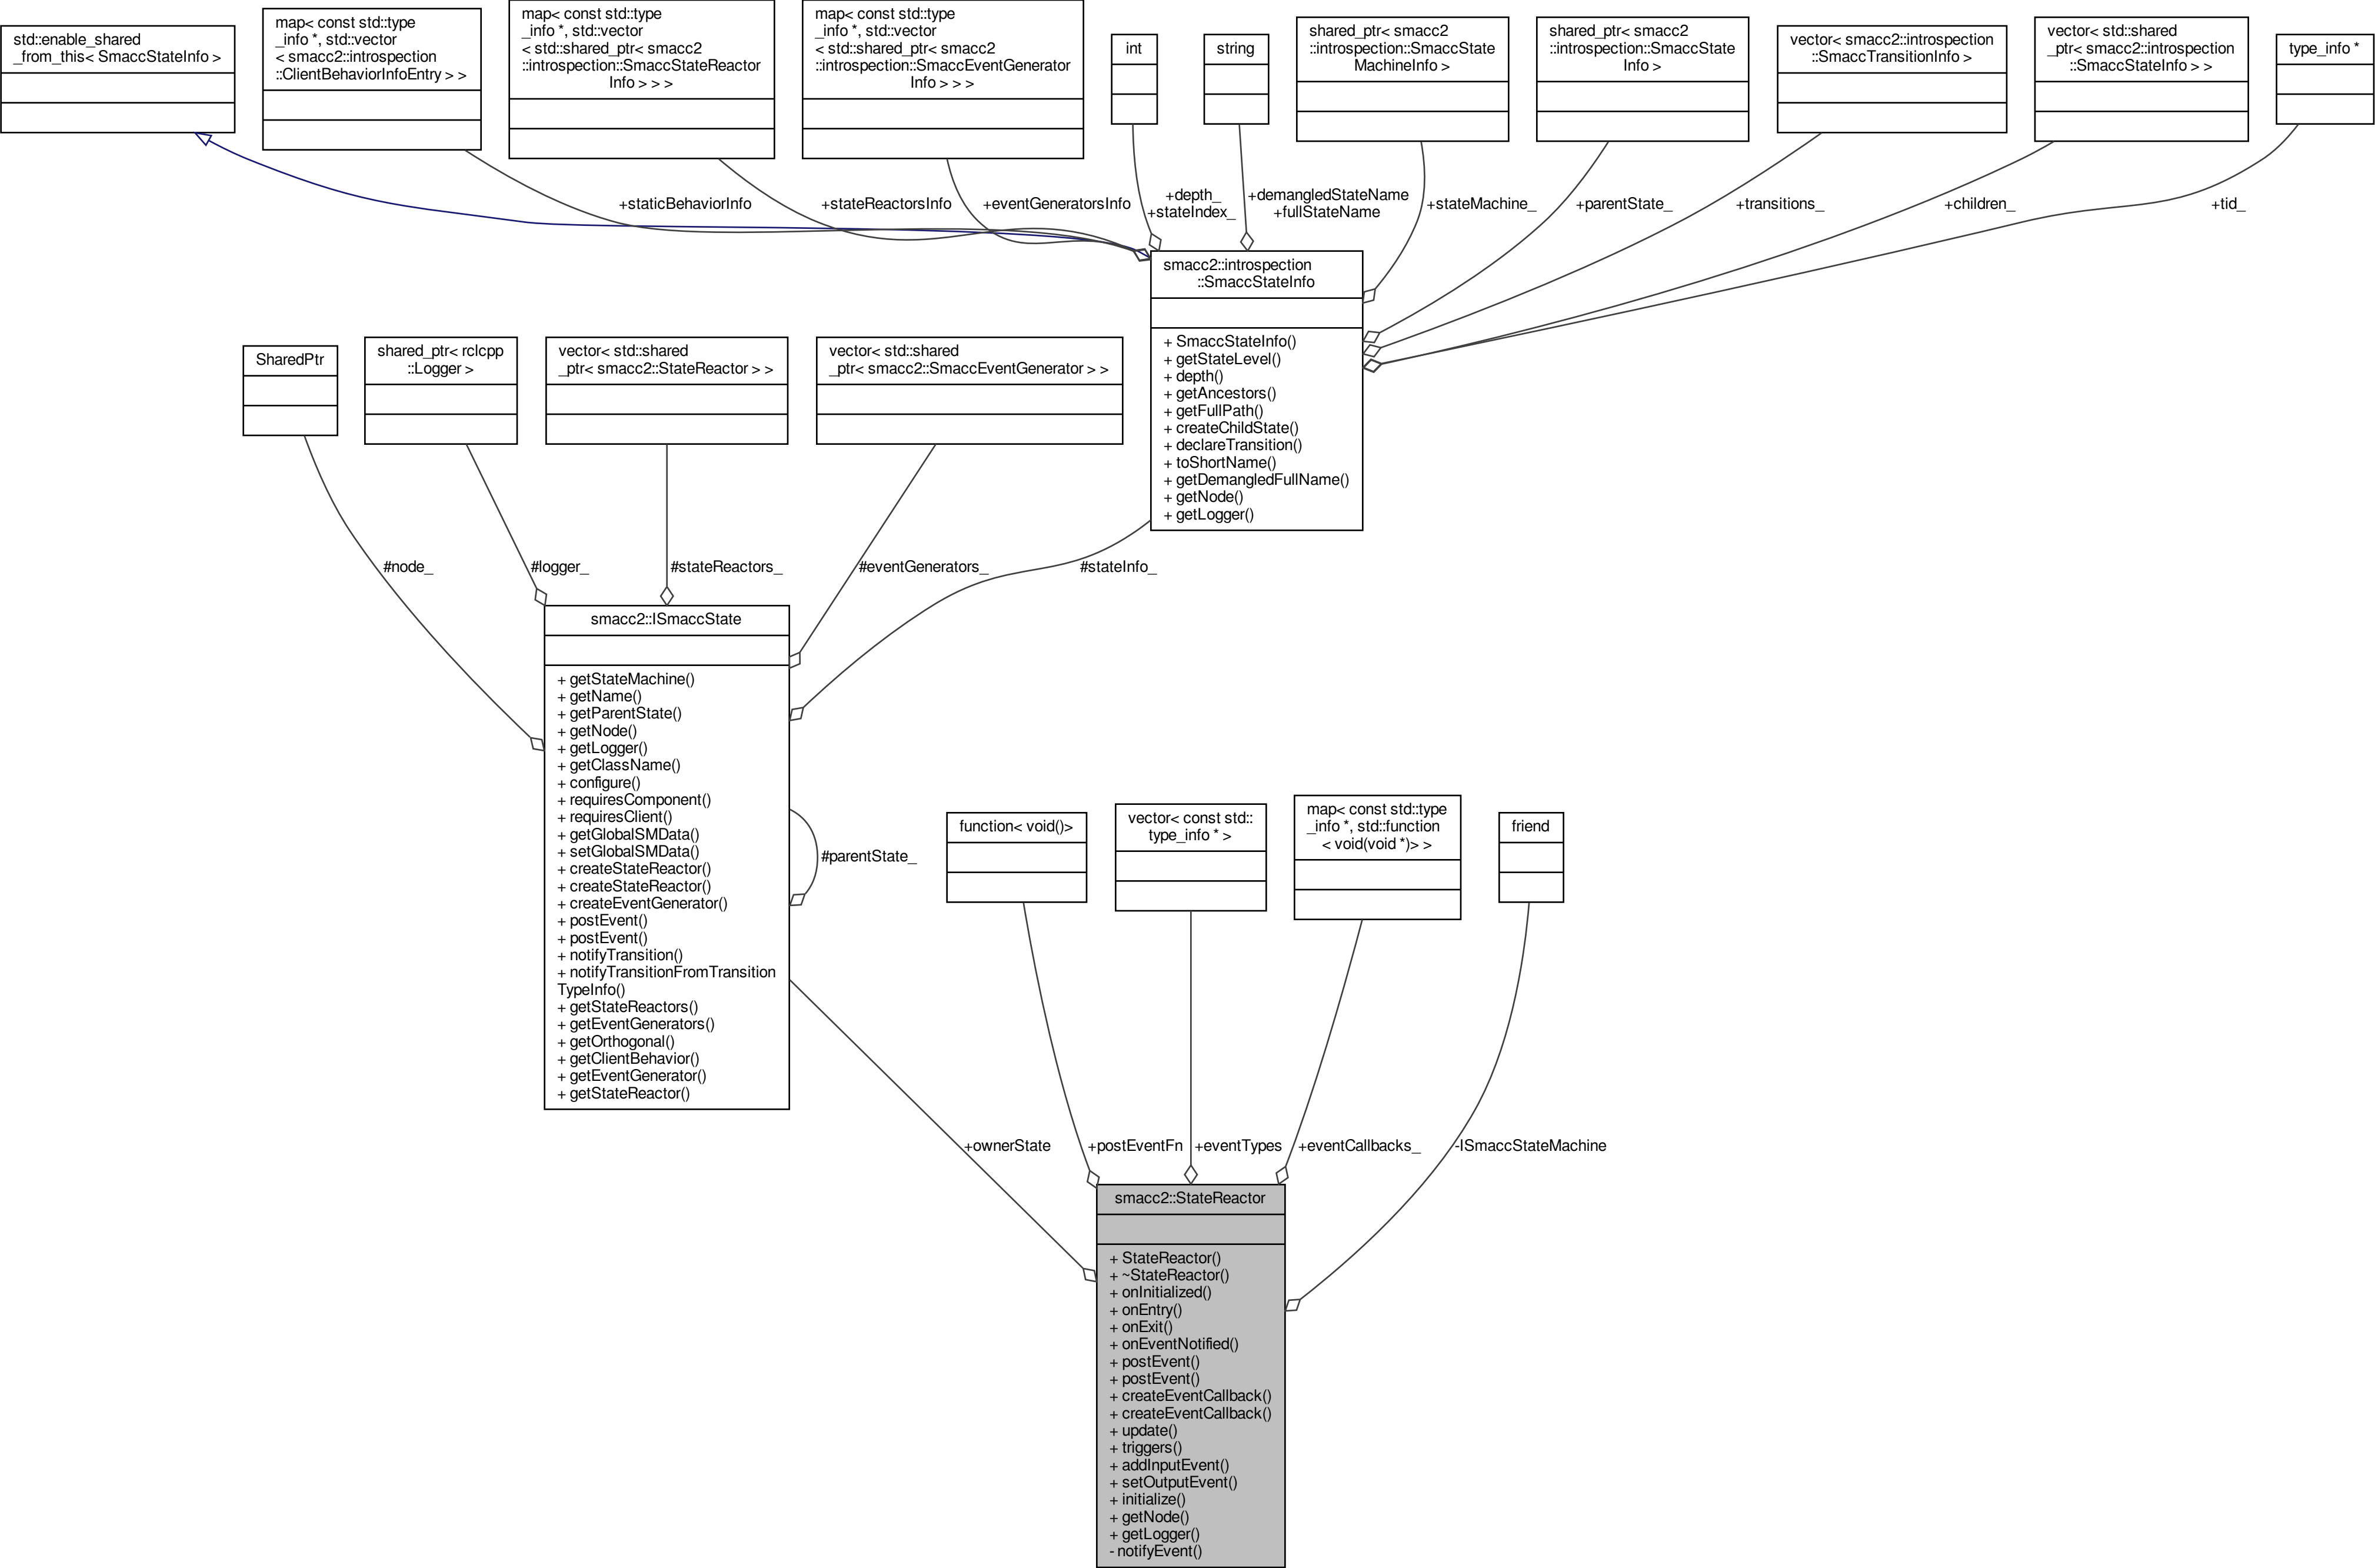 std::enable_shared
_from_this< SmaccStateInfo >
map< const std::type
_info *, std::vector
< smacc2::introspection
::ClientBehaviorInfoEntry > >
map< const std::type
_info *, std::vector
< std::shared_ptr< smacc2
::introspection::SmaccStateReactor
Info > > >
map< const std::type
_info *, std::vector
< std::shared_ptr< smacc2
::introspection::SmaccEventGenerator
Info > > >
int
string
shared_ptr< smacc2
::introspection::SmaccState
MachineInfo >
shared_ptr< smacc2
::introspection::SmaccState
Info >
vector< smacc2::introspection
::SmaccTransitionInfo >
vector< std::shared
_ptr< smacc2::introspection
::SmaccStateInfo > >
type_info *
+staticBehaviorInfo
+stateReactorsInfo
+eventGeneratorsInfo
+depth_
+stateIndex_
+demangledStateName
+fullStateName
+stateMachine_
+parentState_
+transitions_
+children_
+tid_
smacc2::introspection
::SmaccStateInfo
+ SmaccStateInfo()
+ getStateLevel()
+ depth()
+ getAncestors()
+ getFullPath()
+ createChildState()
+ declareTransition()
+ toShortName()
+ getDemangledFullName()
+ getNode()
+ getLogger()
SharedPtr
shared_ptr< rclcpp
::Logger >
vector< std::shared
_ptr< smacc2::StateReactor > >
vector< std::shared
_ptr< smacc2::SmaccEventGenerator > >
#node_
#logger_
#stateReactors_
#eventGenerators_
#stateInfo_
smacc2::ISmaccState
+ getStateMachine()
+ getName()
+ getParentState()
+ getNode()
+ getLogger()
+ getClassName()
+ configure()
+ requiresComponent()
+ requiresClient()
+ getGlobalSMData()
+ setGlobalSMData()
+ createStateReactor()
+ createStateReactor()
+ createEventGenerator()
+ postEvent()
+ postEvent()
+ notifyTransition()
+ notifyTransitionFromTransition
TypeInfo()
+ getStateReactors()
+ getEventGenerators()
+ getOrthogonal()
+ getClientBehavior()
+ getEventGenerator()
+ getStateReactor()
#parentState_
function< void()>
vector< const std::
type_info * >
map< const std::type
_info *, std::function
< void(void *)> >
friend
+ownerState
+postEventFn
+eventTypes
+eventCallbacks_
-ISmaccStateMachine
smacc2::StateReactor
+ StateReactor()
+ ~StateReactor()
+ onInitialized()
+ onEntry()
+ onExit()
+ onEventNotified()
+ postEvent()
+ postEvent()
+ createEventCallback()
+ createEventCallback()
+ update()
+ triggers()
+ addInputEvent()
+ setOutputEvent()
+ initialize()
+ getNode()
+ getLogger()
- notifyEvent()